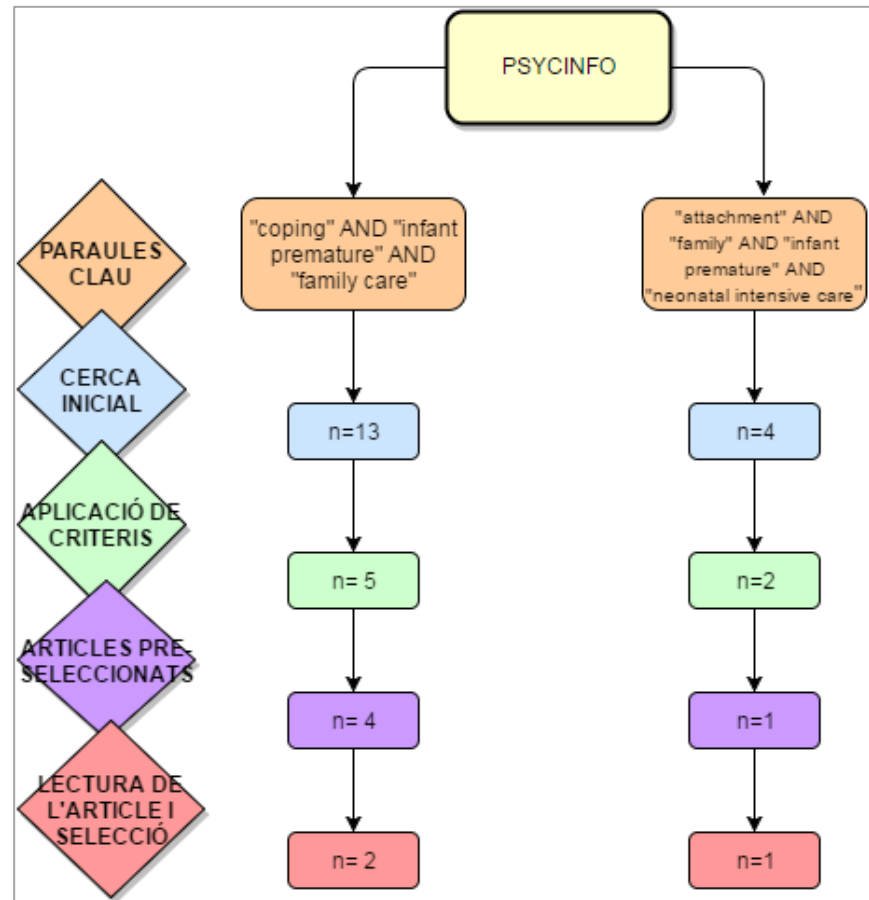 PSYCINFO
PARAULES
CLAU
"coping" AND "infant
premature" AND
"family care"
"attachment" AND
"family" AND "infant
premature" AND
"neonatal intensive care"
CERCA
INICIAL
n=13
n=4
APLICACIÓ DE
CRITERIS
n= 5
n=2
ARTICLES PRE-
SELECCIONATS
n= 4
n=1
LECTURA DE
L'ARTICLE I
SELECCIÓ
n= 2
n=1